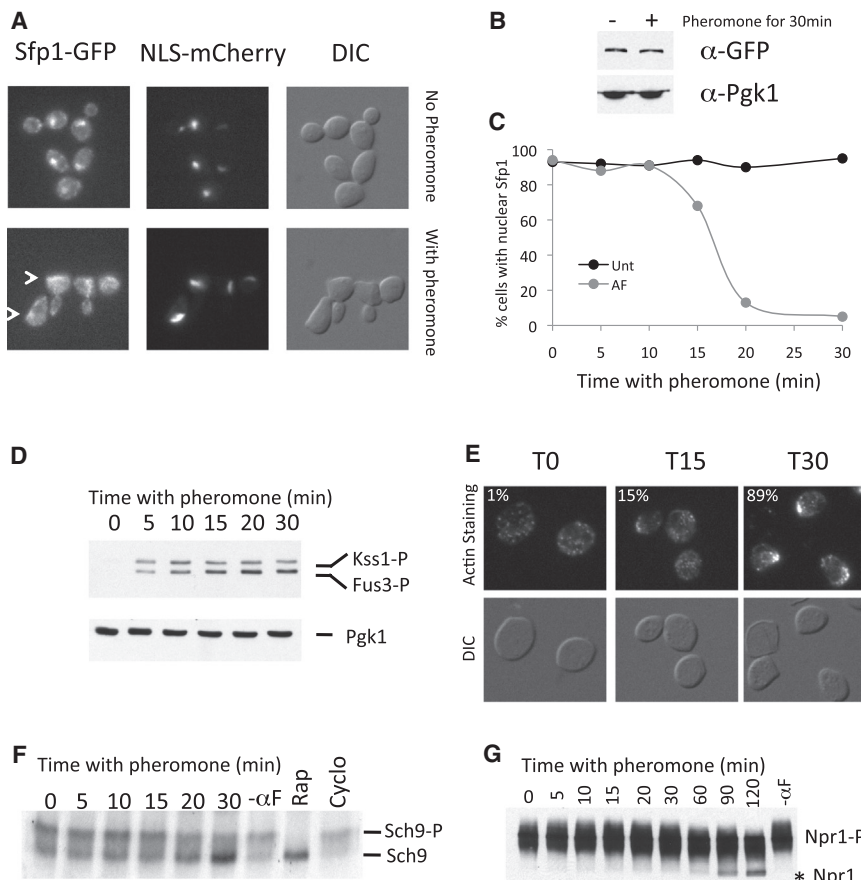 A
Sfp1-GFP NLS-mCherry DIC
No Pheromone
With pheromone
B
- + Pheromone for 30min
α-GFP
α-Pgk1
C
% cells with nuclear Sfp1
100
80
60
40
20
0
Unt
AF
0 5 10 15 20 25 30
Time with pheromone (min)
D
Time with pheromone (min)
0 5 10 15 20 30
Kss1-P
Fus3-P
Pgk1
E
T0 T15 T30
Actin Staining
1% 15% 89%
DIC
F
Time with pheromone (min)
0 5 10 15 20 30 -αF Rap Cyclo
Sch9-P
Sch9
G
Time with pheromone (min)
0 5 10 15 20 30 60 90 120 -αF
Npr1-P
* Npr1